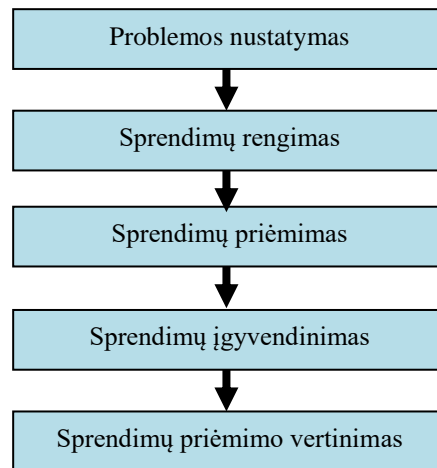 Problemos nustatymas
Sprendimų rengimas
Sprendimų priėmimas
Sprendimų įgyvendinimas
Sprendimų priėmimo vertinimas